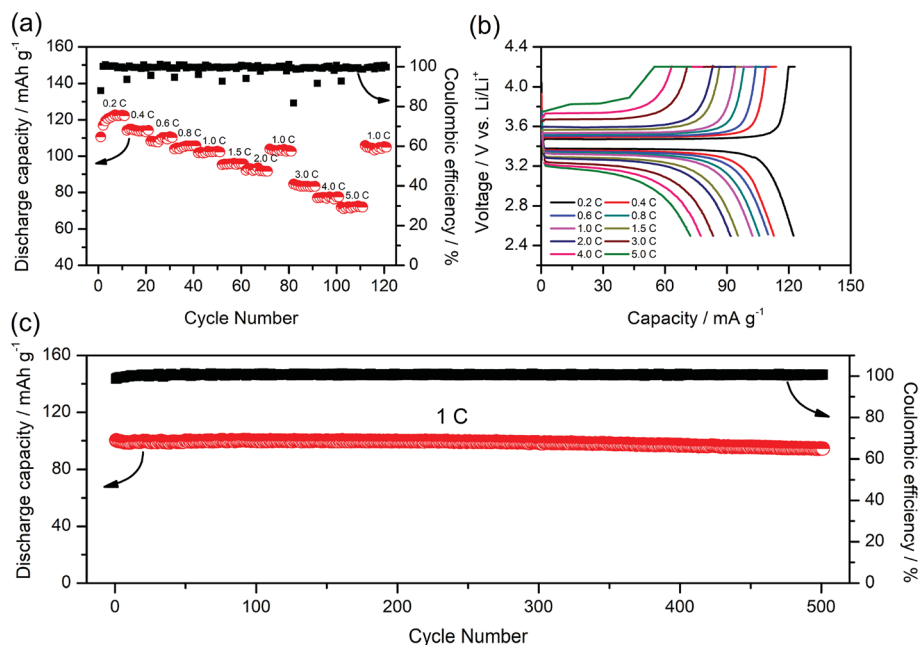 (a)
160
140
120
100
80
60
40
Discharge capacity / mAh g⁻¹
0.2 C
0.4 C
0.6 C
0.8 C
1.0 C
1.5 C
2.0 C
1.0 C
3.0 C
4.0 C
5.0 C
1.0 C
100
80
60
40
20
0
Coulombic efficiency / %
0 20 40 60 80 100 120
Cycle Number
(b)
4.2
3.6
3.0
2.4
Voltage / V vs. Li/Li⁺
0.2 C 0.4 C
0.6 C 0.8 C
1.0 C 1.5 C
2.0 C 3.0 C
4.0 C 5.0 C
0 30 60 90 120 150
Capacity / mA g⁻¹
(c)
160
120
80
40
0
Discharge capacity / mAh g⁻¹
1 C
100
80
60
40
20
0
Coulombic efficiency / %
0 100 200 300 400 500
Cycle Number